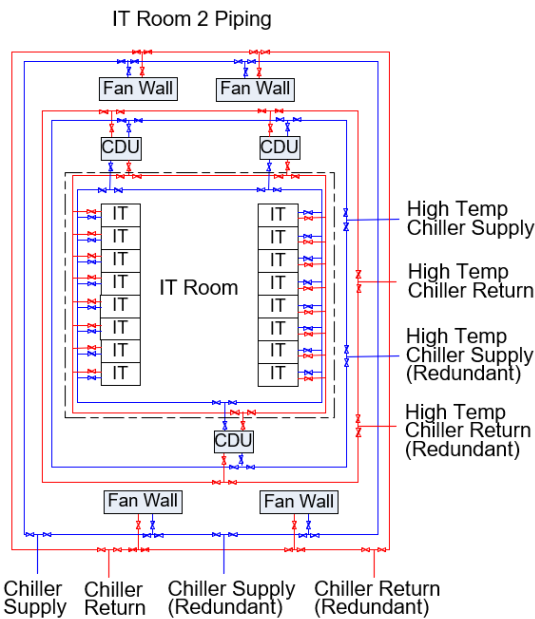 IT Room 2 Piping
Fan Wall
Fan Wall
CDU
CDU
IT
IT
IT
IT
IT
IT
IT
IT
IT Room
IT
IT
IT
IT
IT
IT
IT
IT
High Temp
Chiller Supply
High Temp
Chiller Return
High Temp
Chiller Supply
(Redundant)
High Temp
Chiller Return
(Redundant)
CDU
Fan Wall
Fan Wall
Chiller
Supply
Chiller
Return
Chiller Supply
(Redundant)
Chiller Return
(Redundant)